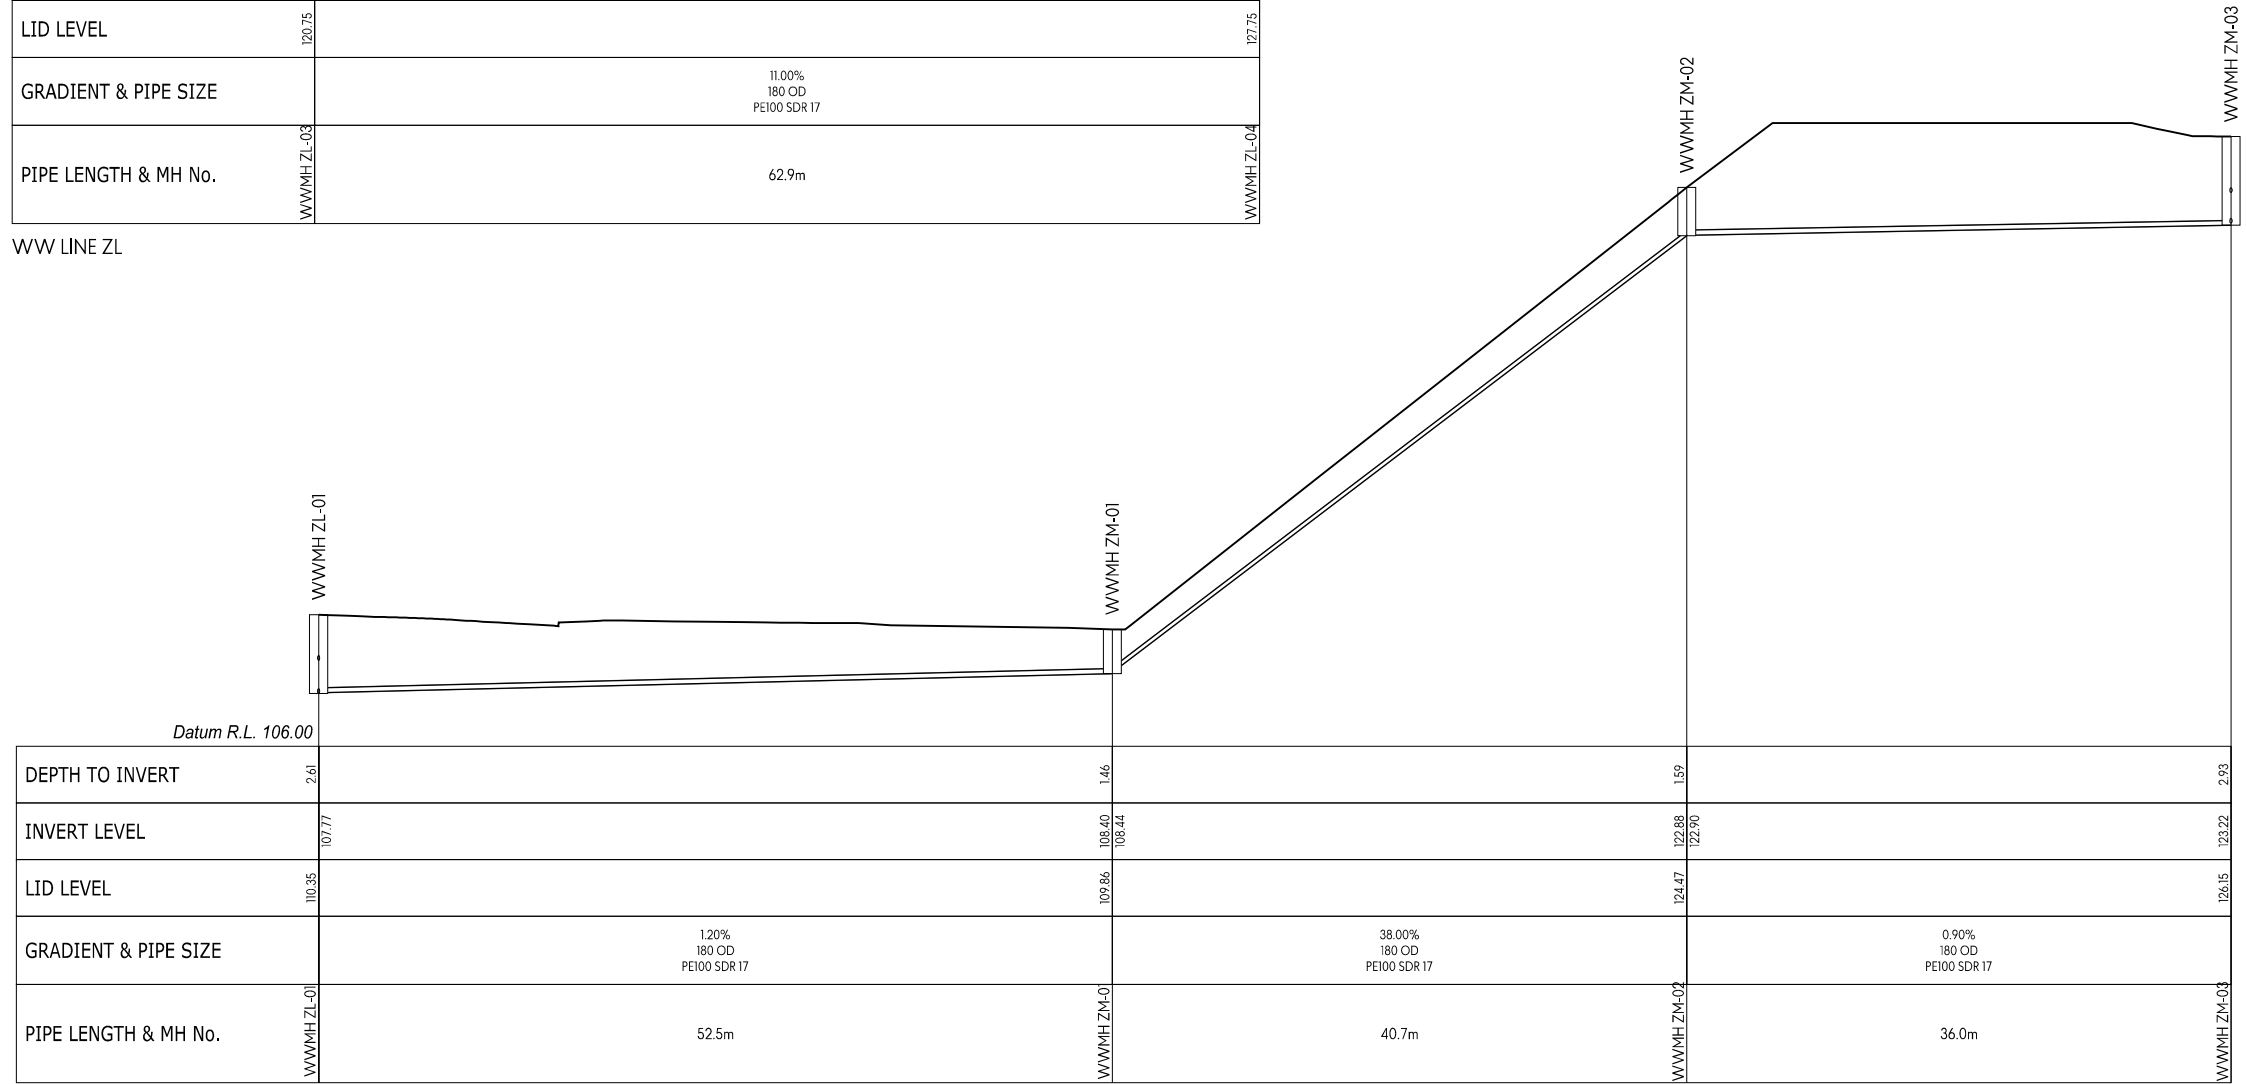 LID LEVEL 120.75 127.75
GRADIENT & PIPE SIZE
11.00%
180 OD
PE100 SDR 17
PIPE LENGTH & MH No. WWMH ZL-03 62.9m WWMH ZL-04
WW LINE ZL
WWMH ZL-01
WWMH ZM-01
WWMH ZM-02
WWMH ZM-03
Datum R.L. 106.00
DEPTH TO INVERT 2.61 1.46 1.59 2.93
INVERT LEVEL 107.77 108.40 108.44 122.88 122.90 123.22
LID LEVEL 110.35 109.86 124.47 126.15
GRADIENT & PIPE SIZE
1.20%
180 OD
PE100 SDR 17
38.00%
180 OD
PE100 SDR 17
0.90%
180 OD
PE100 SDR 17
PIPE LENGTH & MH No. WWMH ZL-01 52.5m WWMH ZM-01 40.7m WWMH ZM-02 36.0m WWMH ZM-03